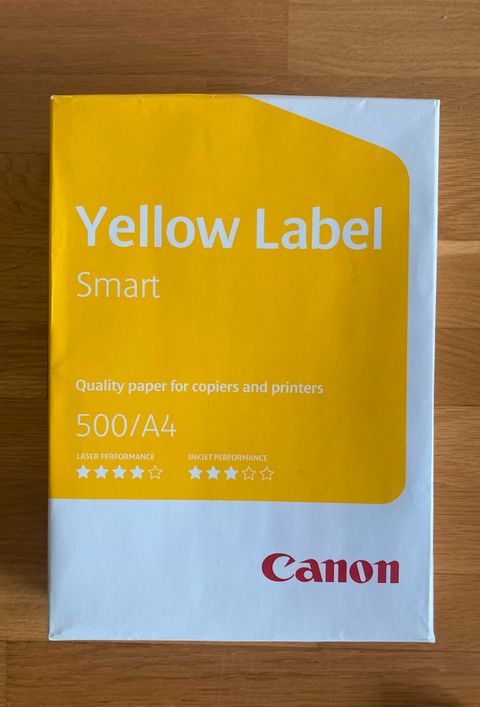 Yellow Label
Smart
Quality paper for copiers and printers
500/A4
LASER PERFORMANCE
INKJET PERFORMANCE
Canon